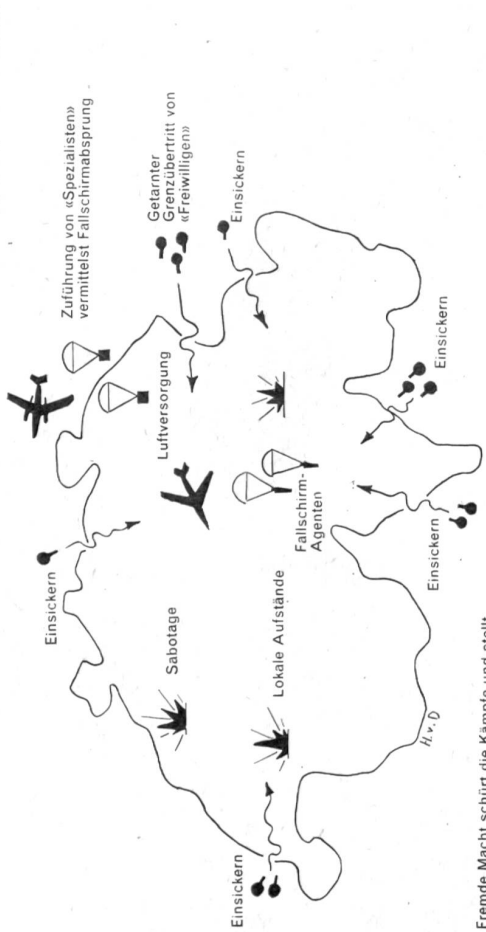 Zuführung von «Spezialisten»
vermittelst Fallschirmabsprung
Getarnter
Grenzübertritt von
«Freiwilligen»
Einsickern
Einsickern
Luftversorgung
Sabotage
Fallschirm-
Agenten
Lokale Aufstände
Einsickern
Einsickern
Einsickern
H.v.D
Fremde Macht schürt die Kämpfe und stellt